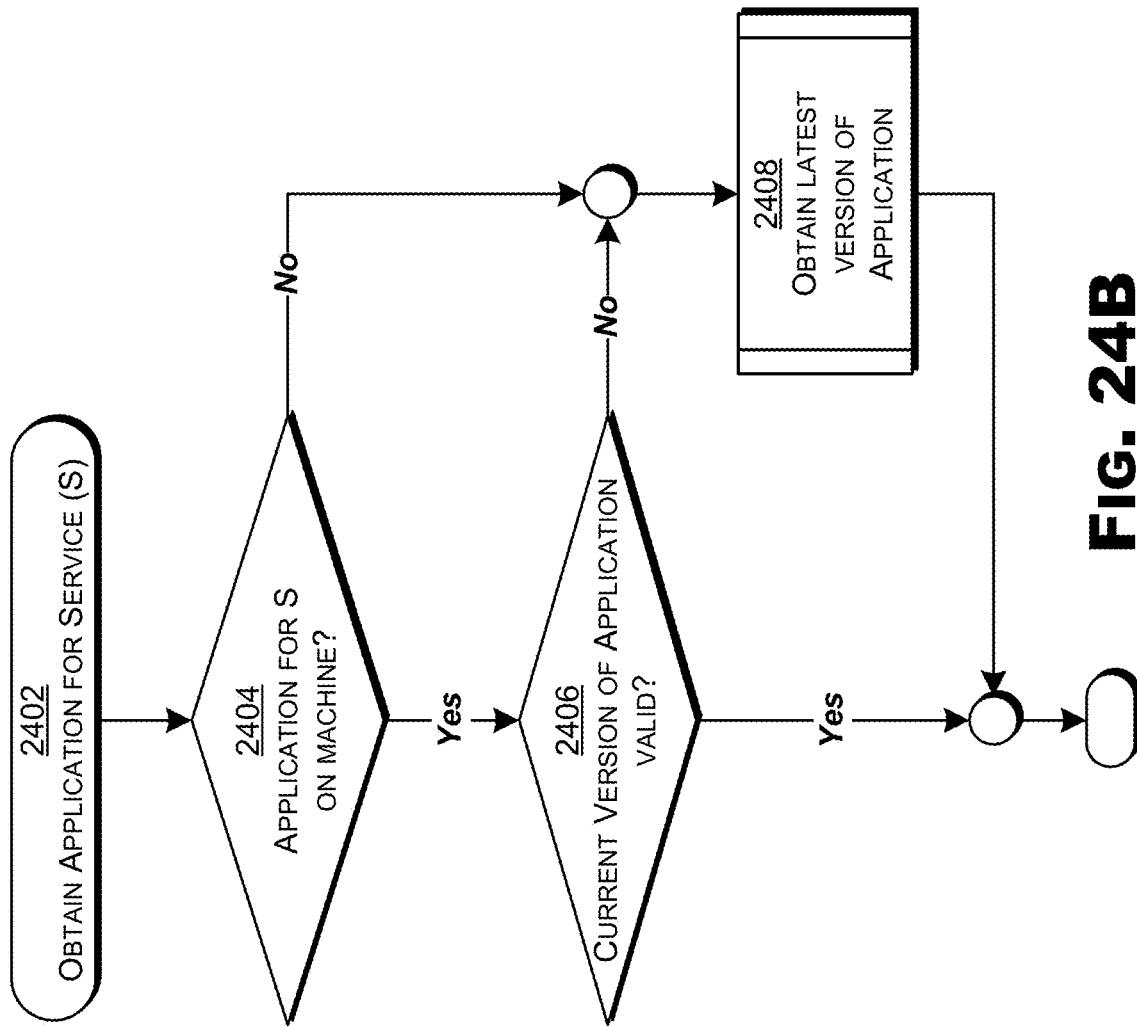 2402
OBTAIN APPLICATION FOR SERVICE (S)
2404
APPLICATION FOR S
ON MACHINE?
No
Yes
2406
CURRENT VERSION OF APPLICATION
VALID?
No
Yes
2408
OBTAIN LATEST
VERSION OF
APPLICATION
FIG. 24B